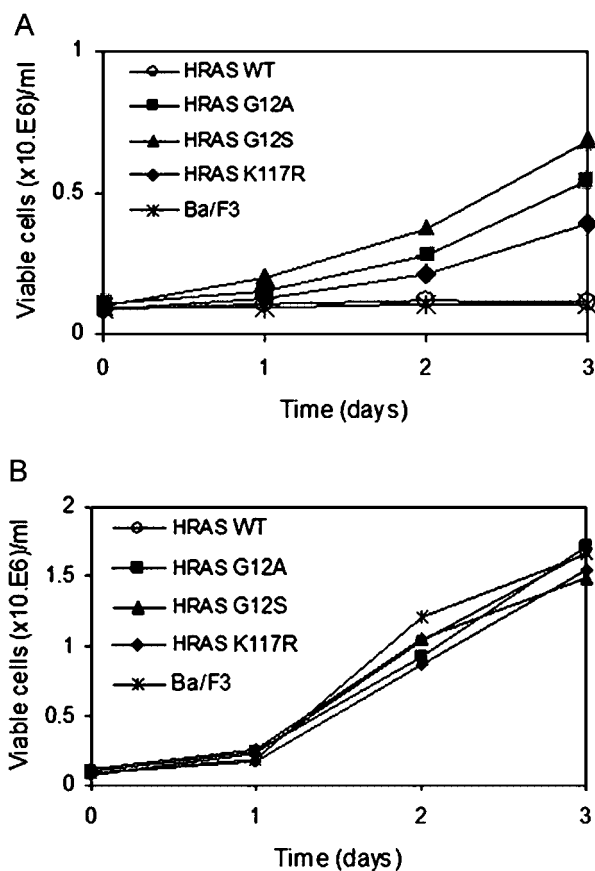 A
Viable cells (x10.E6)/ml
1
0.5
0
HRAS WT
HRAS G12A
HRAS G12S
HRAS K117R
Ba/F3
0 1 2 3
Time (days)
B
Viable cells (x10.E6)/ml
2
1.5
1
0.5
0
HRAS WT
HRAS G12A
HRAS G12S
HRAS K117R
Ba/F3
0 1 2 3
Time (days)